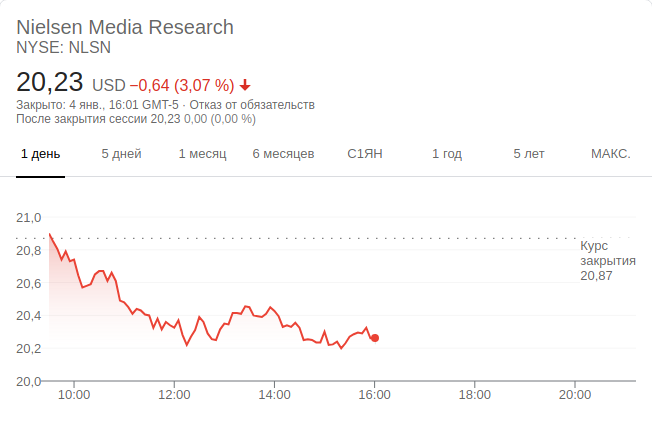 Nielsen Media Research
NYSE: NLSN
20,23 USD −0,64 (3,07 %)
Закрыто: 4 янв., 16:01 GMT-5 · Отказ от обязательств
После закрытия сессии 20,23 0,00 (0,00 %)
1 день 5 дней 1 месяц 6 месяцев С1ЯН 1 год 5 лет МАКС.
21,0
20,8
20,6
20,4
20,2
20,0
Курс
закрытия
20,87
10:00 12:00 14:00 16:00 18:00 20:00